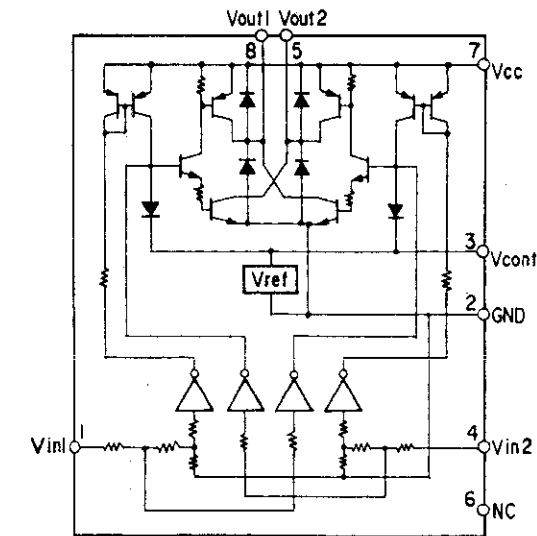 Vout1 Vout2
8 5 7
Vcc
3
Vcont
Vref
2
GND
1 4
Vin1 Vin2
6
NC